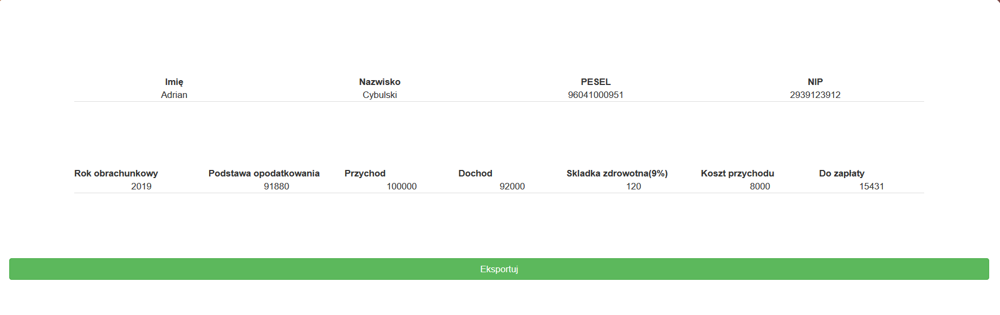 Imię Nazwisko PESEL NIP
Adrian Cybulski 96041000951 2939123912
Rok obrachunkowy Podstawa opodatkowania Przychod Dochod Skladka zdrowotna(9%) Koszt przychodu Do zapłaty
2019 91880 100000 92000 120 8000 15431
Eksportuj